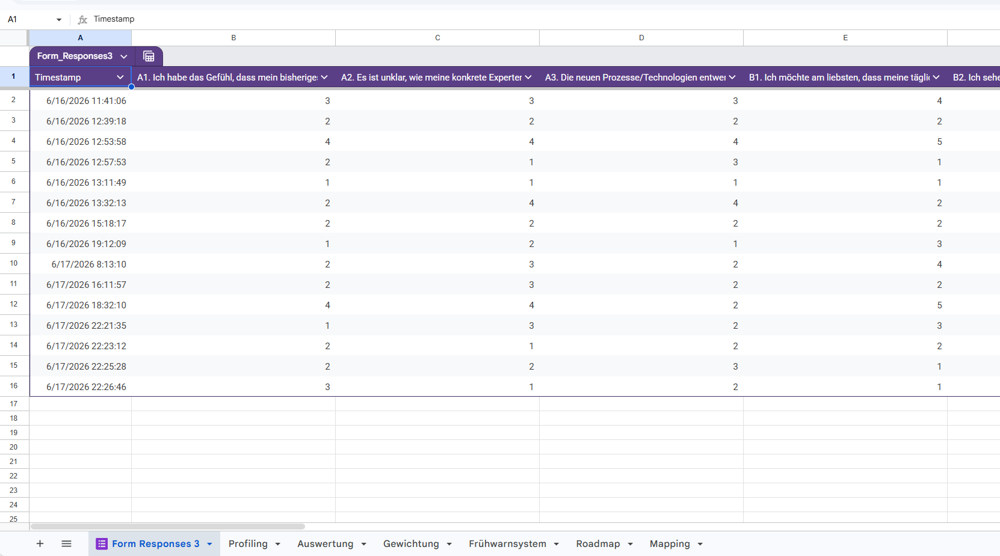 A1 fx Timestamp
A B C D E
Form_Responses3
1 Timestamp A1. Ich habe das Gefühl, dass mein bisherige A2. Es ist unklar, wie meine konkrete Experten A3. Die neuen Prozesse/Technologien entwer B1. Ich möchte am liebsten, dass meine tägli B2. Ich sehe
2 6/16/2026 11:41:06 3 3 3 4
3 6/16/2026 12:39:18 2 2 2 2
4 6/16/2026 12:53:58 4 4 4 5
5 6/16/2026 12:57:53 2 1 3 1
6 6/16/2026 13:11:49 1 1 1 1
7 6/16/2026 13:32:13 2 4 4 2
8 6/16/2026 15:18:17 2 2 2 2
9 6/16/2026 19:12:09 1 2 1 3
10 6/17/2026 8:13:10 2 3 2 4
11 6/17/2026 16:11:57 2 3 2 2
12 6/17/2026 18:32:10 4 4 2 5
13 6/17/2026 22:21:35 1 3 2 3
14 6/17/2026 22:23:12 2 1 2 2
15 6/17/2026 22:25:28 2 2 3 1
16 6/17/2026 22:26:46 3 1 2 1
17
18
19
20
21
22
23
24
25
Form Responses 3 Profiling Auswertung Gewichtung Frühwarnsystem Roadmap Mapping